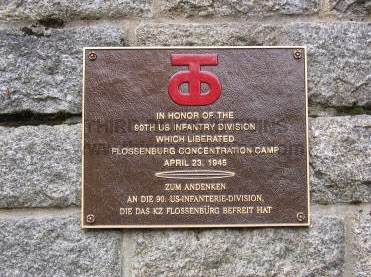 TO
IN HONOR OF THE
90TH US INFANTRY DIVISION
WHICH LIBERATED
FLOSSENBURG CONCENTRATION CAMP
APRIL 23, 1945
ZUM ANDENKEN
AN DIE 90. US-INFANTERIE-DIVISION,
DIE DAS KZ FLOSSENBÜRG BEFREIT HAT